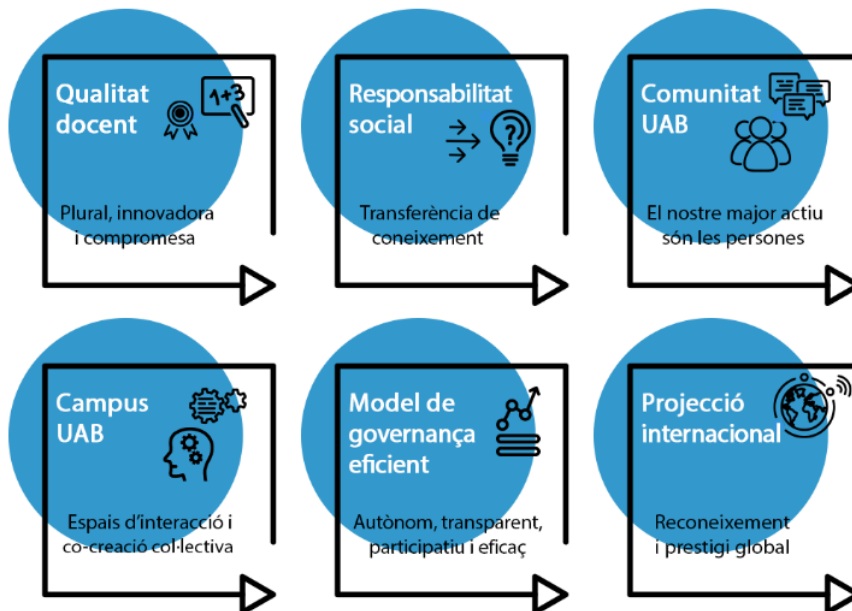 Qualitat
docent
1+3
Plural, innovadora
i compromesa
Responsabilitat
social
?
Transferència de
coneixement
Comunitat
UAB
El nostre major actiu
són les persones
Campus
UAB
Espais d’interacció i
co-creació col·lectiva
Model de
governança
eficient
Autònom, transparent,
participatiu i eficaç
Projecció
internacional
Reconeixement
i prestigi global